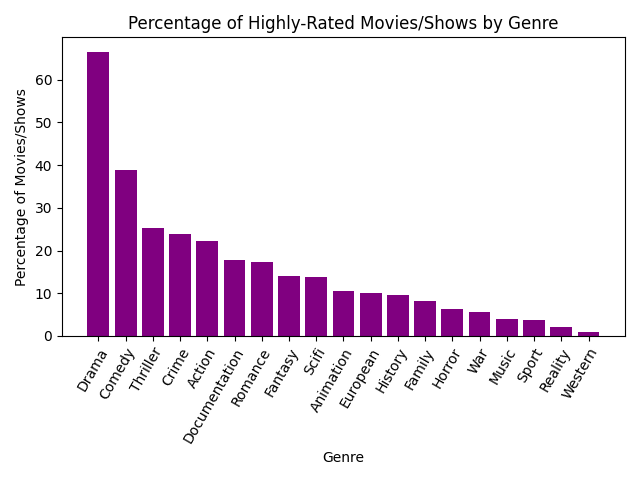 Percentage of Highly-Rated Movies/Shows by Genre
Percentage of Movies/Shows
60
50
40
30
20
10
0
Drama
Comedy
Thriller
Crime
Action
Documentation
Romance
Fantasy
Scifi
Animation
European
History
Family
Horror
War
Music
Sport
Reality
Western
Genre